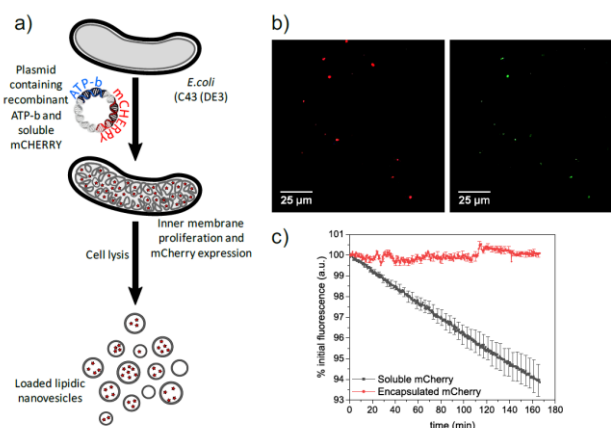 a)
E.coli
(C43 (DE3)
Plasmid
containing
recombinant
ATP-b and
soluble
mCHERRY
ATP-b
mCHERRY
Inner membrane
proliferation and
mCherry expression
Cell lysis
Loaded lipidic
nanovesicles
b)
25 µm
25 µm
c)
% initial fluorescence (a.u.)
101
100
99
98
97
96
95
94
93
Soluble mCherry
Encapsulated mCherry
0 20 40 60 80 100 120 140 160 180
time (min)